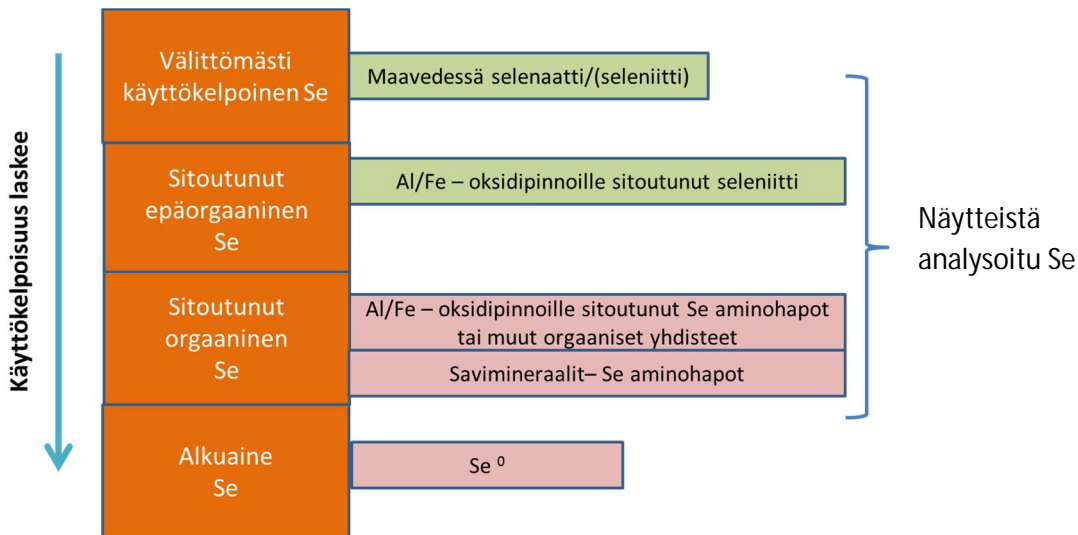 Käyttökelpoisuus laskee
Välittömästi
käyttökelpoinen Se
Maavedessä selenaatti/(seleniitti)
Sitoutunut
epäorgaaninen
Se
Al/Fe – oksidipinnoille sitoutunut seleniitti
Sitoutunut
orgaaninen
Se
Al/Fe – oksidipinnoille sitoutunut Se aminohapot
tai muut orgaaniset yhdisteet
Savimineraalit– Se aminohapot
Alkuaine
Se
Se ⁰
Näytteistä
analysoitu Se